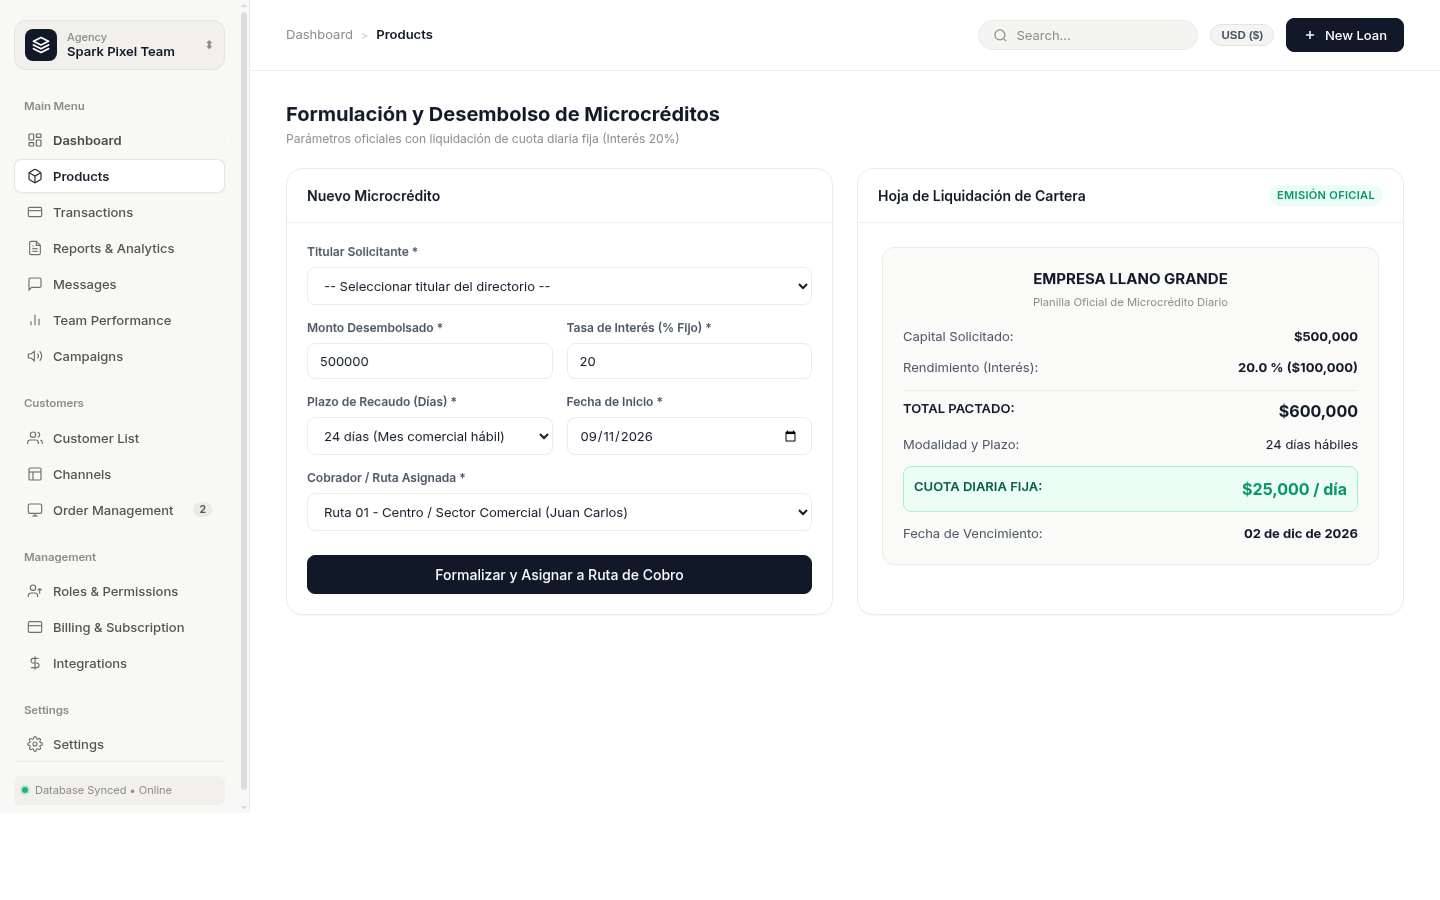 Agency
Spark Pixel Team
Main Menu
Dashboard
Products
Transactions
Reports & Analytics
Messages
Team Performance
Campaigns
Customers
Customer List
Channels
Order Management 2
Management
Roles & Permissions
Billing & Subscription
Integrations
Settings
Settings
Database Synced • Online
Dashboard > Products
Search...
USD ($)
+ New Loan
Formulación y Desembolso de Microcréditos
Parámetros oficiales con liquidación de cuota diaria fija (Interés 20%)
Nuevo Microcrédito
Titular Solicitante *
-- Seleccionar titular del directorio --
Monto Desembolsado * Tasa de Interés (% Fijo) *
500000 20
Plazo de Recaudo (Días) * Fecha de Inicio *
24 días (Mes comercial hábil) 09/11/2026
Cobrador / Ruta Asignada *
Ruta 01 - Centro / Sector Comercial (Juan Carlos)
Formalizar y Asignar a Ruta de Cobro
Hoja de Liquidación de Cartera EMISIÓN OFICIAL
EMPRESA LLANO GRANDE
Planilla Oficial de Microcrédito Diario
Capital Solicitado: $500,000
Rendimiento (Interés): 20.0 % ($100,000)
TOTAL PACTADO: $600,000
Modalidad y Plazo: 24 días hábiles
CUOTA DIARIA FIJA: $25,000 / día
Fecha de Vencimiento: 02 de dic de 2026